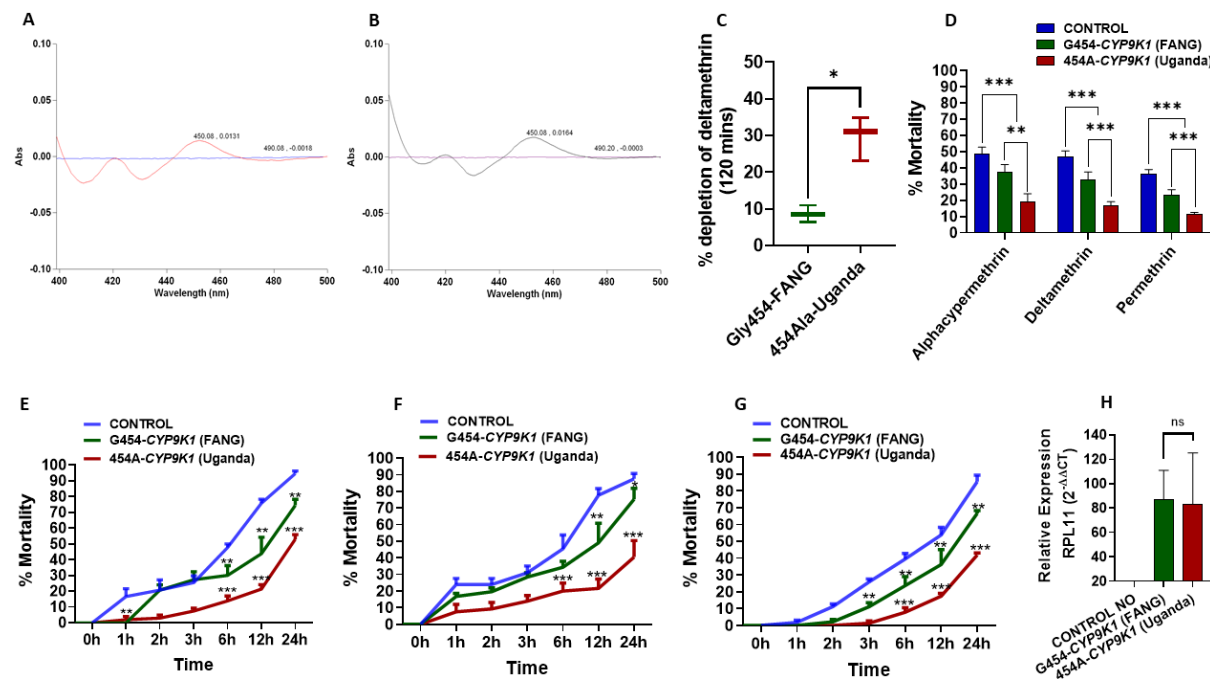 A
0.10
0.05
0.00
-0.05
-0.10
Abs
450.08 , 0.0131
490.08 , -0.0018
400 420 440 460 480 500
Wavelength (nm)
B
0.10
0.05
0.00
-0.05
-0.10
Abs
450.08 , 0.0164
490.20 , -0.0003
400 420 440 460 480 500
Wavelength (nm)
C
% depletion of deltamethrin
(120 mins)
50
40
30
20
10
0
*
Gly454-FANG
454Ala-Uganda
D
CONTROL
G454-CYP9K1 (FANG)
454A-CYP9K1 (Uganda)
% Mortality
100
90
80
70
60
50
40
30
20
10
0
*** *** ***
** *** ***
Alphacypermethrin
Deltamethrin
Permethrin
E
CONTROL
G454-CYP9K1 (FANG)
454A-CYP9K1 (Uganda)
% Mortality
100
90
80
70
60
50
40
30
20
10
0
** ** ** **
*** *** ***
0h 1h 2h 3h 6h 12h 24h
Time
F
CONTROL
G454-CYP9K1 (FANG)
454A-CYP9K1 (Uganda)
% Mortality
100
90
80
70
60
50
40
30
20
10
0
** *
*** *** ***
0h 1h 2h 3h 6h 12h 24h
Time
G
CONTROL
G454-CYP9K1 (FANG)
454A-CYP9K1 (Uganda)
% Mortality
100
90
80
70
60
50
40
30
20
10
0
** ** ** **
*** *** ***
0h 1h 2h 3h 6h 12h 24h
Time
H
Relative Expression
RPL11 (2^-ΔΔCT)
140
120
100
80
60
40
20
ns
CONTROL NO
G454-CYP9K1 (FANG)
454A-CYP9K1 (Uganda)